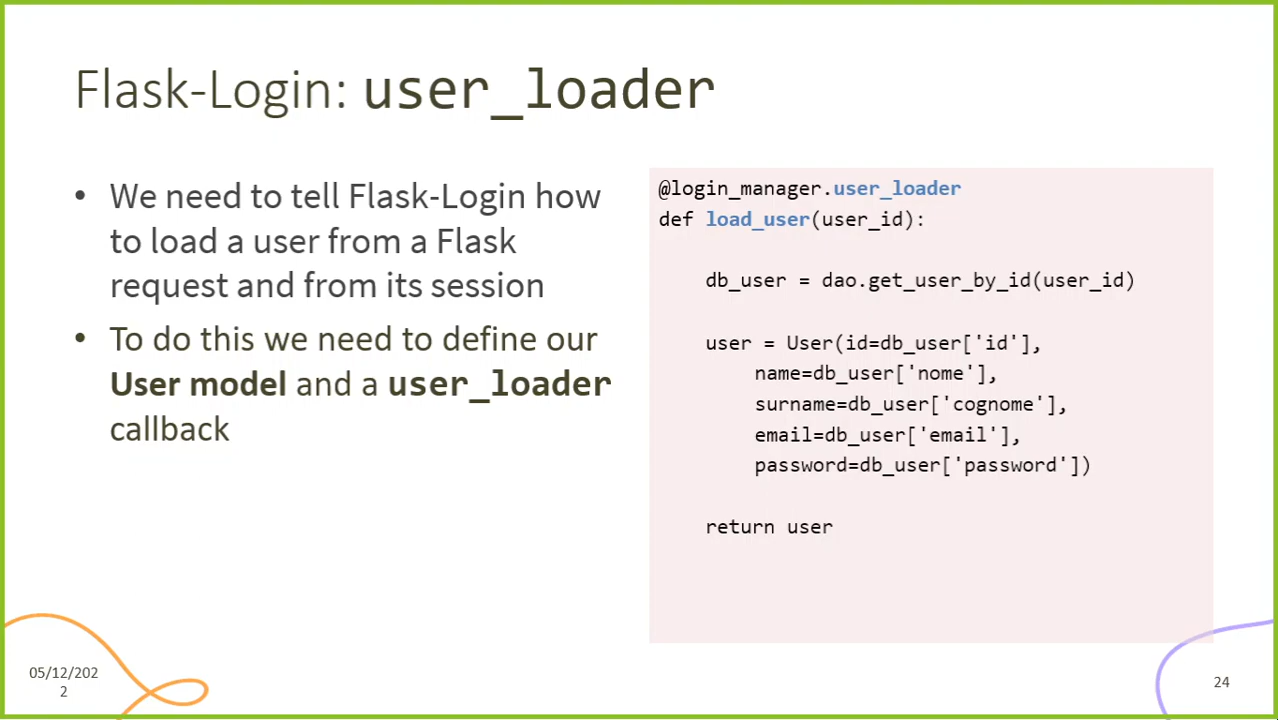 Flask-Login: user_loader
• We need to tell Flask-Login how
to load a user from a Flask
request and from its session
• To do this we need to define our
User model and a user_loader
callback
@login_manager.user_loader
def load_user(user_id):
db_user = dao.get_user_by_id(user_id)
user = User(id=db_user['id'],
name=db_user['nome'],
surname=db_user['cognome'],
email=db_user['email'],
password=db_user['password'])
return user
05/12/202
2
24